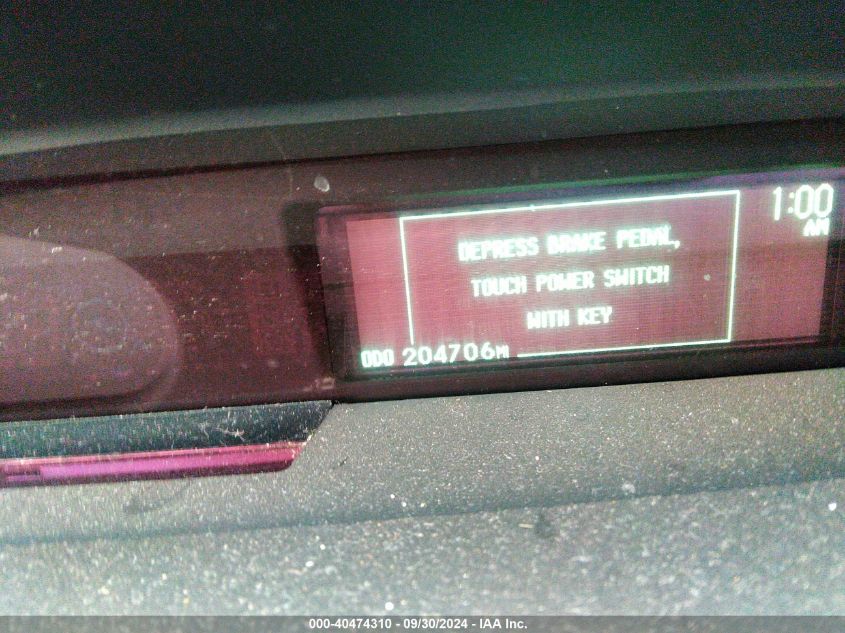 1:00
AM
DEPRESS BRAKE PEDAL,
TOUCH POWER SWITCH
WITH KEY
ODO 204706MI
000-40474310 - 09/30/2024 - IAA Inc.